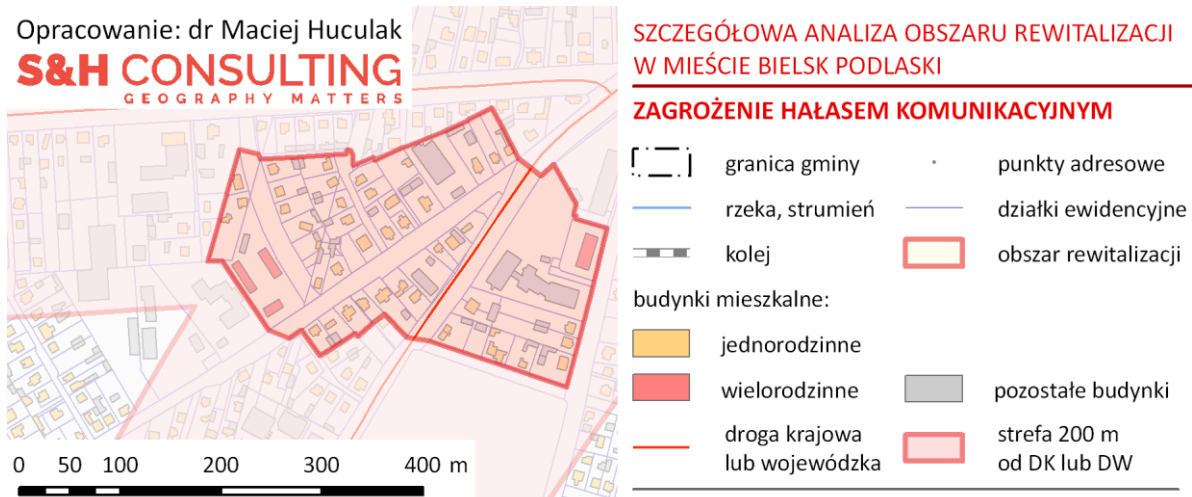 Opracowanie: dr Maciej Huculak
S&H CONSULTING
GEOGRAPHY MATTERS
0 50 100 200 300 400 m
SZCZEGÓŁOWA ANALIZA OBSZARU REWITALIZACJI
W MIEŚCIE BIELSK PODLASKI
ZAGROŻENIE HAŁASEM KOMUNIKACYJNYM
granica gminy
punkty adresowe
rzeka, strumień
działki ewidencyjne
kolej
obszar rewitalizacji
budynki mieszkalne:
jednorodzinne
wielorodzinne
pozostałe budynki
droga krajowa
lub wojewódzka
strefa 200 m
od DK lub DW